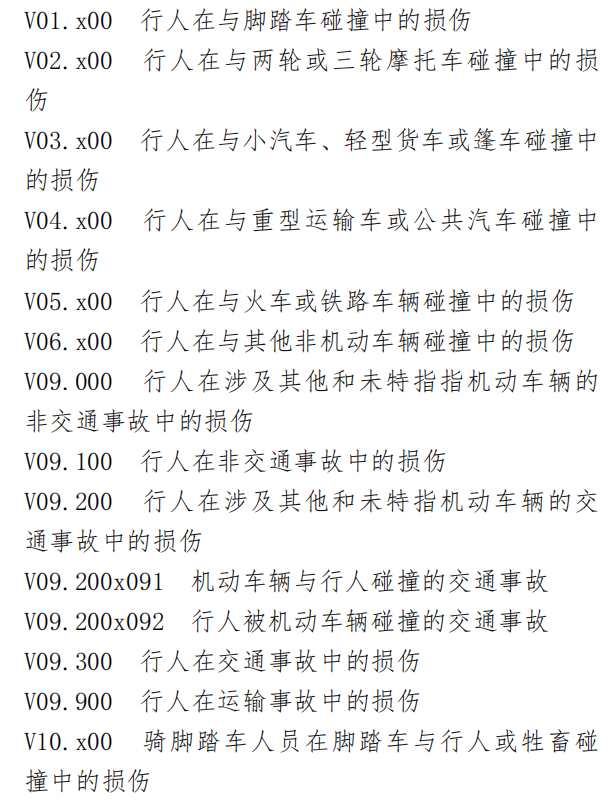 V01.x00 行人在与脚踏车碰撞中的损伤
V02.x00 行人在与两轮或三轮摩托车碰撞中的损
伤
V03.x00 行人在与小汽车、轻型货车或篷车碰撞中
的损伤
V04.x00 行人在与重型运输车或公共汽车碰撞中
的损伤
V05.x00 行人在与火车或铁路车辆碰撞中的损伤
V06.x00 行人在与其他非机动车辆碰撞中的损伤
V09.000 行人在涉及其他和未特指指机动车辆的
非交通事故中的损伤
V09.100 行人在非交通事故中的损伤
V09.200 行人在涉及其他和未特指机动车辆的交
通事故中的损伤
V09.200x091 机动车辆与行人碰撞的交通事故
V09.200x092 行人被机动车辆碰撞的交通事故
V09.300 行人在交通事故中的损伤
V09.900 行人在运输事故中的损伤
V10.x00 骑脚踏车人员在脚踏车与行人或牲畜碰
撞中的损伤